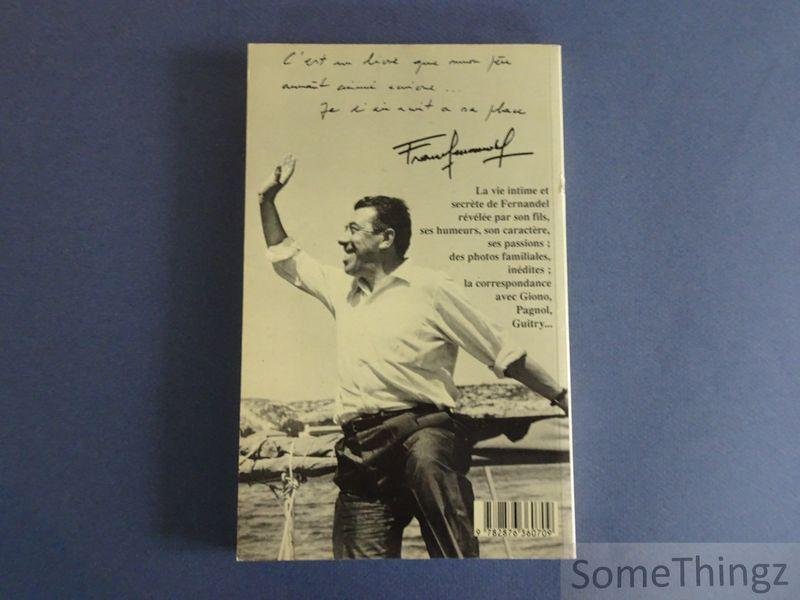 C'est un livre que mon père
aurait aimé écrire...
Je l'ai écrit à sa place
La vie intime et
secrète de Fernandel
révélée par son fils,
ses humeurs, son caractère,
ses passions ;
des photos familiales,
inédites ;
la correspondance
avec Giono,
Pagnol,
Guitry...
9 782876 360709
SomeThingz